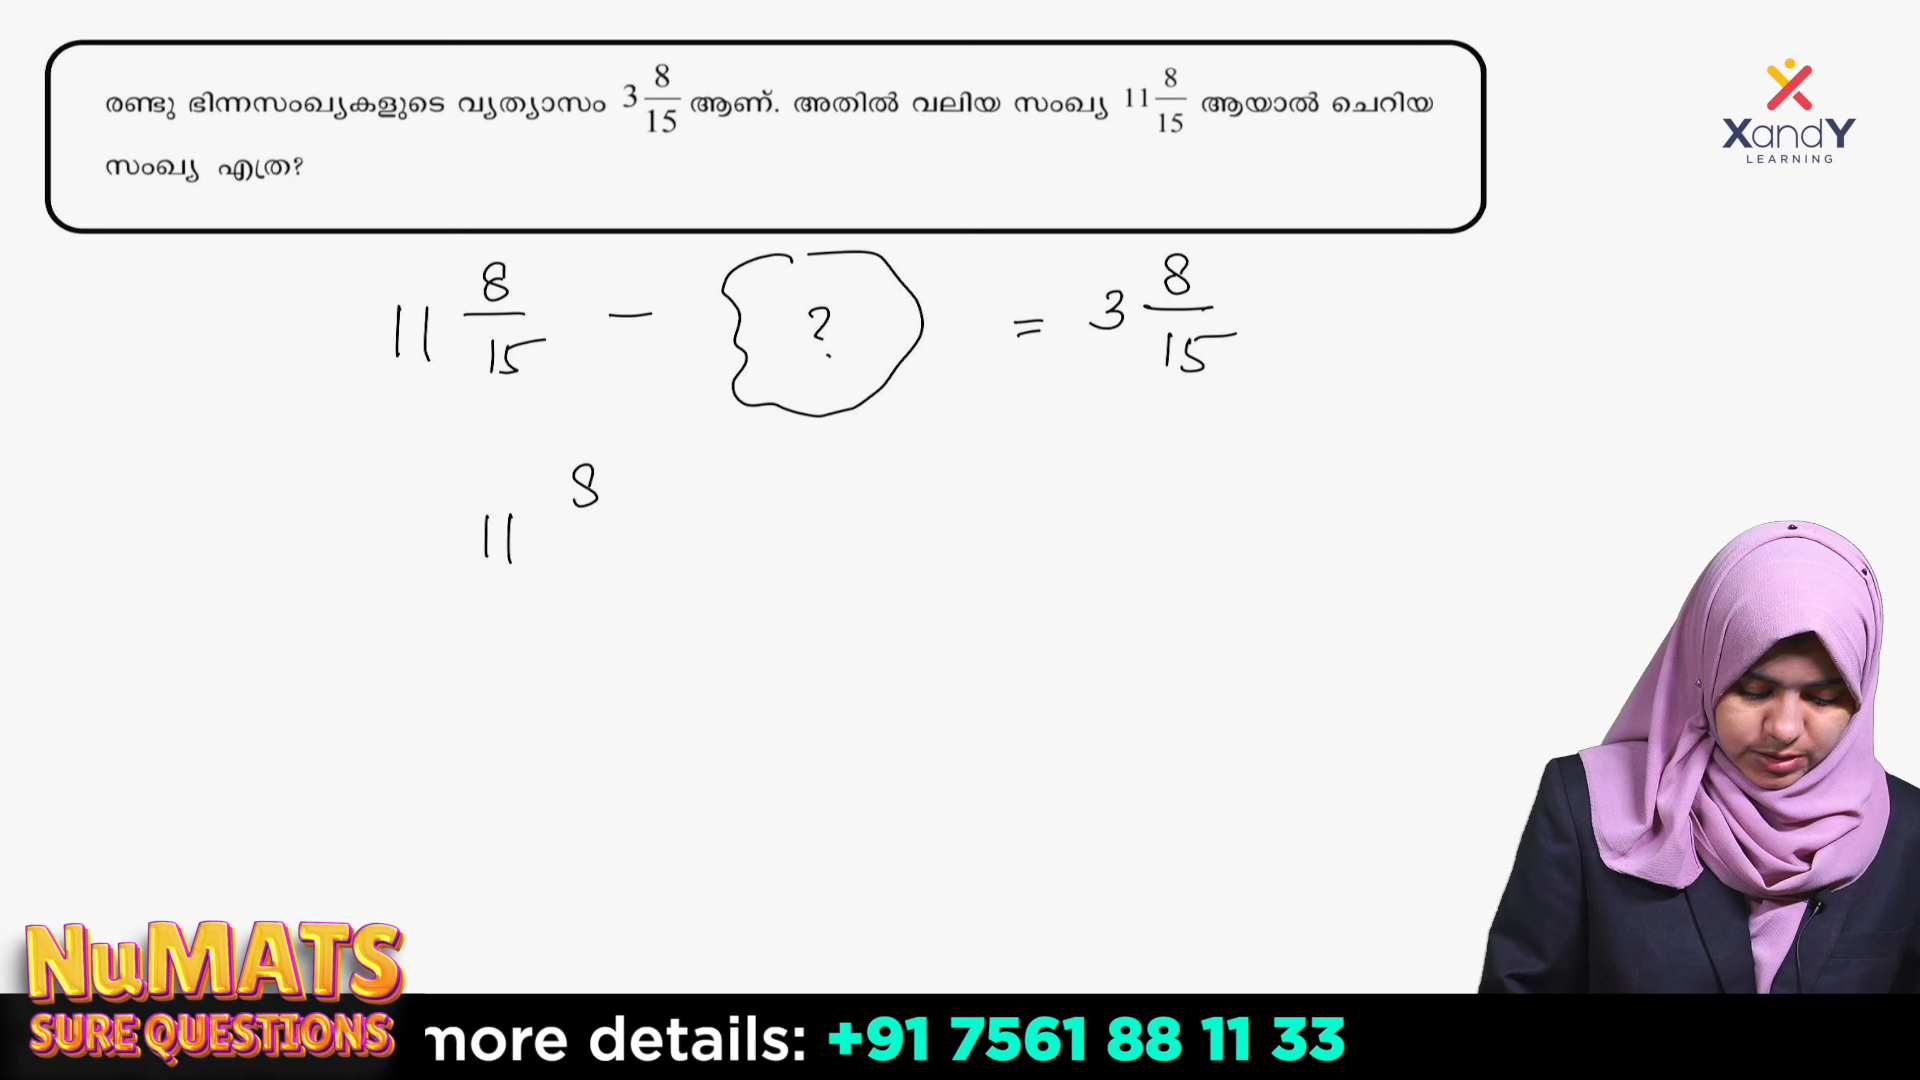 രണ്ടു ഭിന്നസംഖ്യകളുടെ വ്യത്യാസം 3 8/15 ആണ്. അതിൽ വലിയ സംഖ്യ 11 8/15 ആയാൽ ചെറിയ
സംഖ്യ എത്ര?
XandY
LEARNING
11 8/15 - ? = 3 8/15
11 8
NuMATS
SURE QUESTIONS
more details: +91 7561 88 11 33